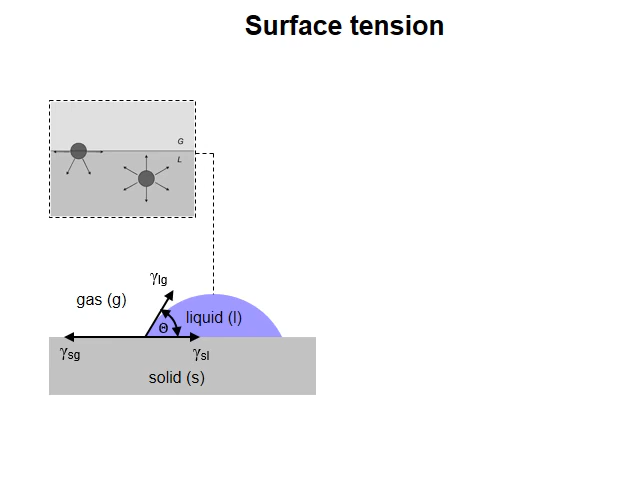 Surface tension
G
L
γlg
gas (g)
liquid (l)
Θ
γsg
γsl
solid (s)